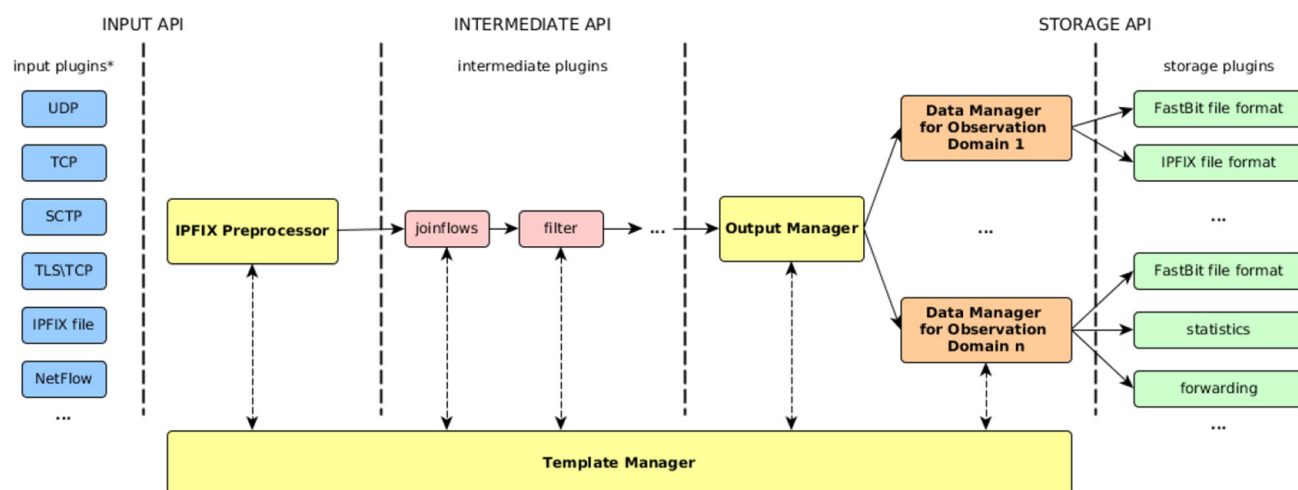 INPUT API
INTERMEDIATE API
STORAGE API
input plugins*
intermediate plugins
storage plugins
UDP
TCP
SCTP
TLS\TCP
IPFIX file
NetFlow
...
IPFIX Preprocessor
joinflows
filter
...
Output Manager
Data Manager
for Observation
Domain 1
...
Data Manager
for Observation
Domain n
FastBit file format
IPFIX file format
...
FastBit file format
statistics
forwarding
...
Template Manager